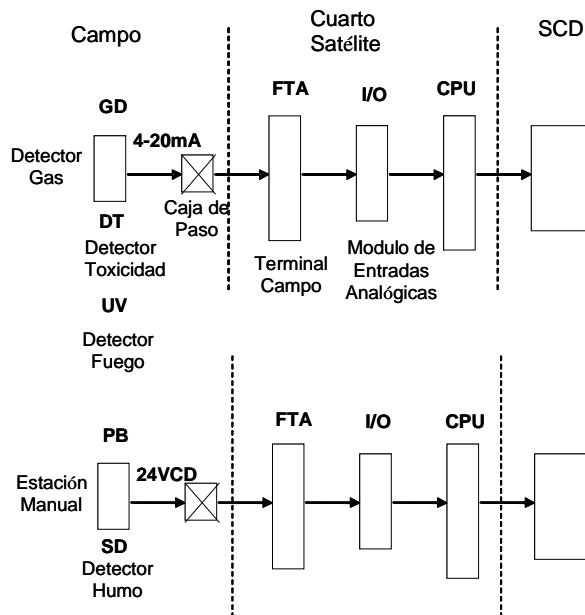 Campo
Cuarto
Satélite
SCD
GD
FTA
I/O
CPU
4-20mA
Detector
Gas
Caja de
Paso
DT
Detector
Toxicidad
Terminal
Campo
Modulo de
Entradas
Analógicas
UV
Detector
Fuego
PB
FTA
I/O
CPU
24VCD
Estación
Manual
SD
Detector
Humo